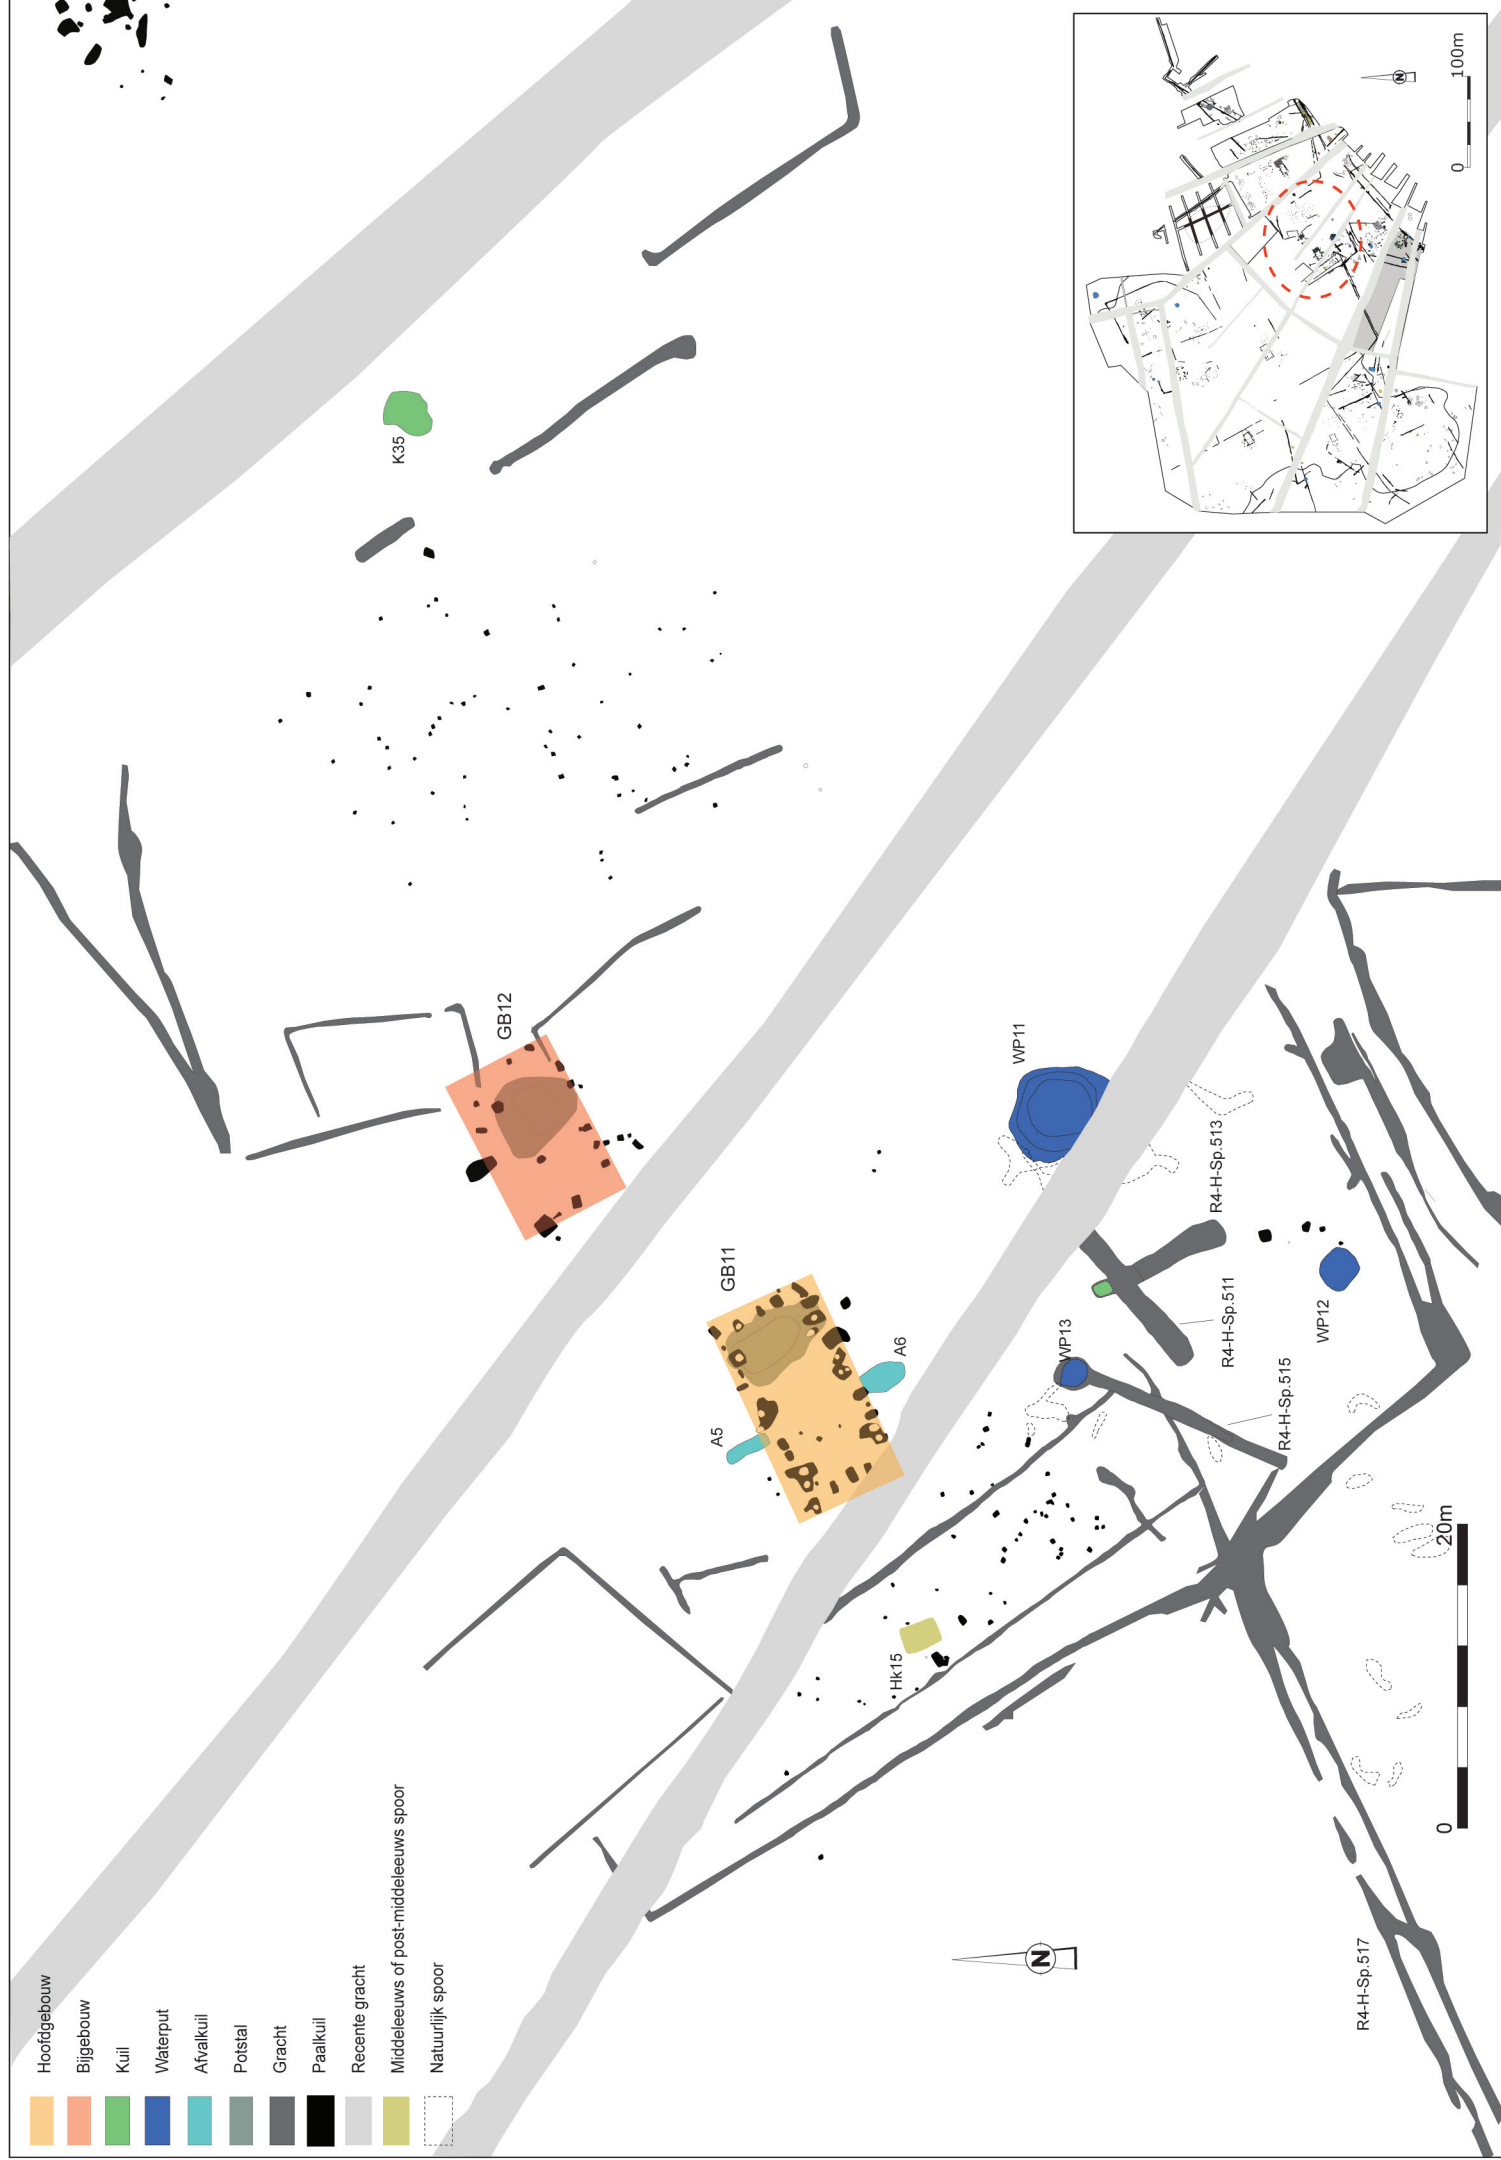 Hoofdgebouw
Bijgebouw
Kuil
Waterput
Afvalkuil
Potstal
Gracht
Paalkuil
Recente gracht
Middeleeuws of post-middeleeuws spoor
Natuurlijk spoor
K35
GB12
GB11
A5
A6
WP11
WP13
WP12
Hk15
R4-H-Sp.513
R4-H-Sp.511
R4-H-Sp.515
R4-H-Sp.517
N
0
20m
N
0
100m